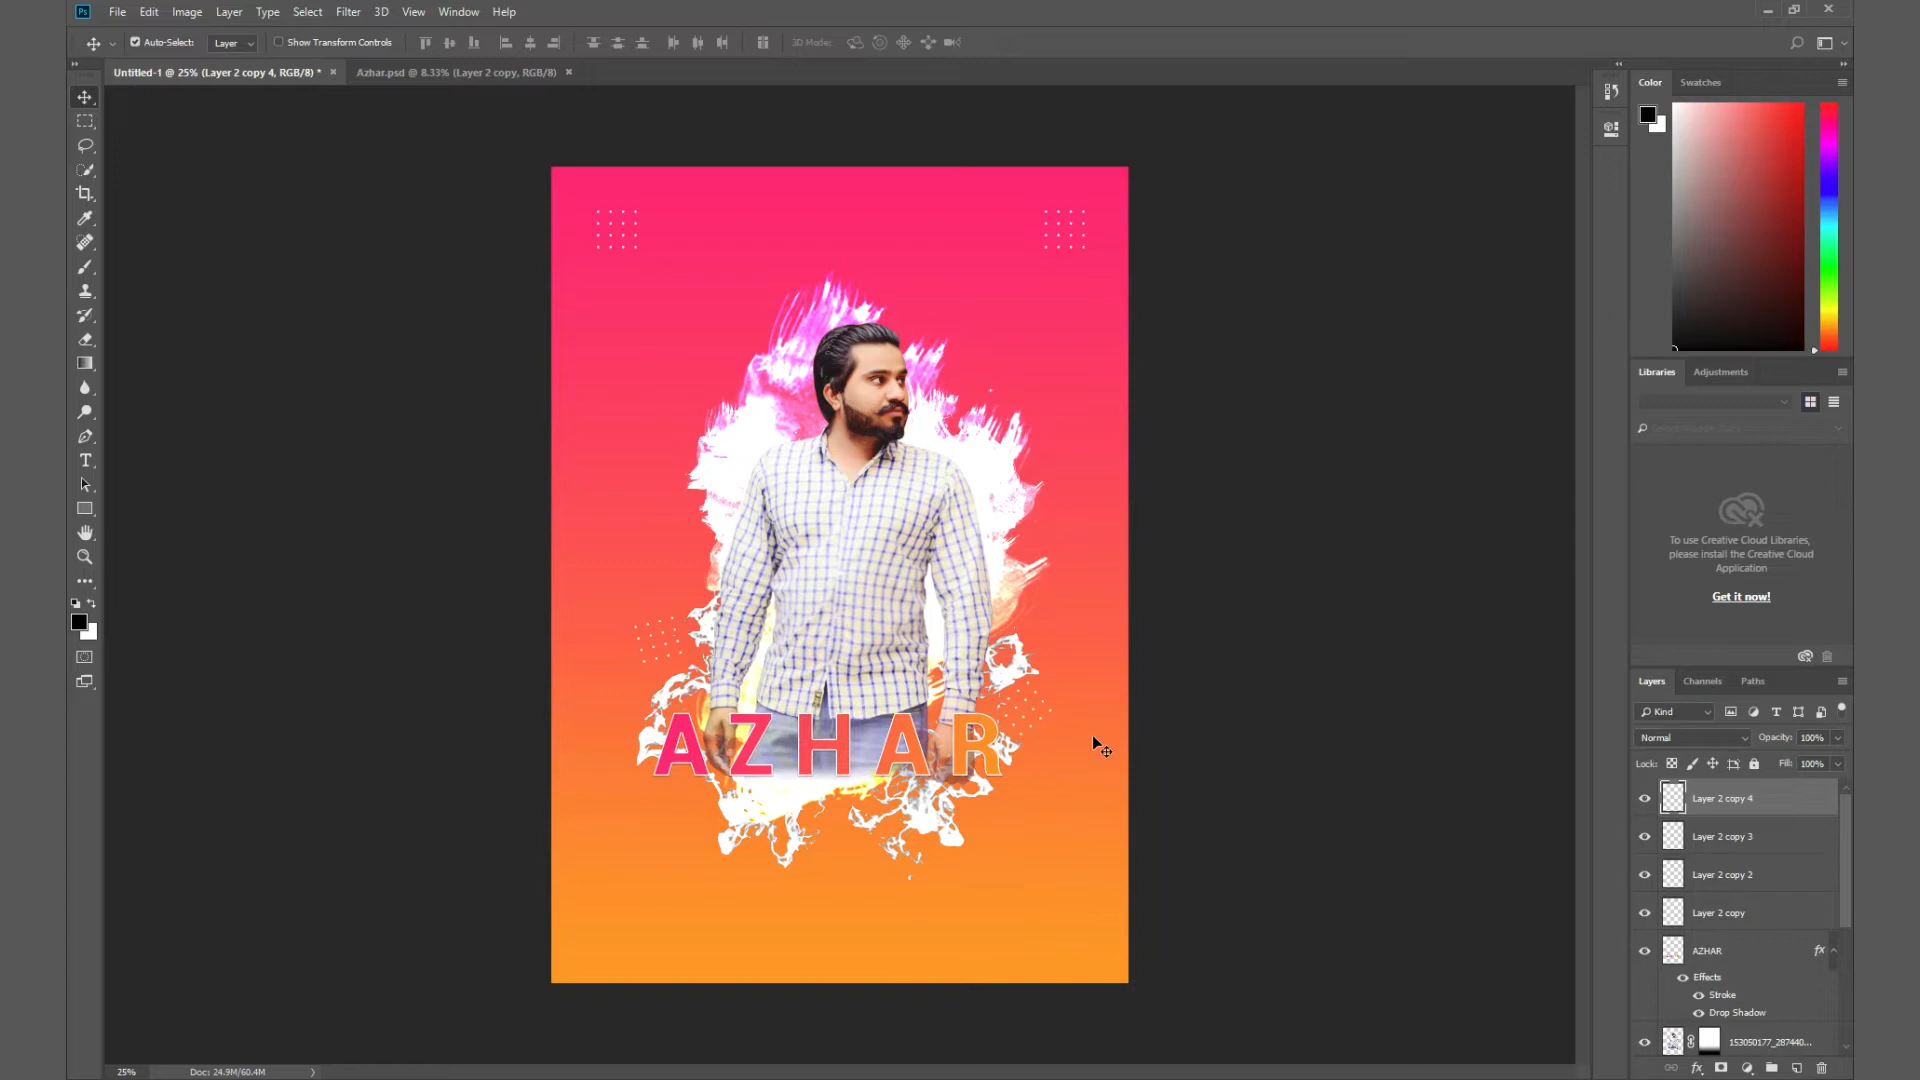 Ps File Edit Image Layer Type Select Filter 3D View Window Help
Auto-Select: Layer Show Transform Controls 3D Mode:
Untitled-1 @ 25% (Layer 2 copy 4, RGB/8) * × Azhar.psd @ 8.33% (Layer 2 copy, RGB/8) ×
Color Swatches
Libraries Adjustments
To use Creative Cloud Libraries,
please install the Creative Cloud
Application
Get it now!
AZHAR
Layers Channels Paths
Kind
Normal Opacity: 100%
Lock: Fill: 100%
Layer 2 copy 4
Layer 2 copy 3
Layer 2 copy 2
Layer 2 copy
AZHAR fx
Effects
Stroke
Drop Shadow
153050177_287440...
25% Doc: 24.9M/60.4M
fx